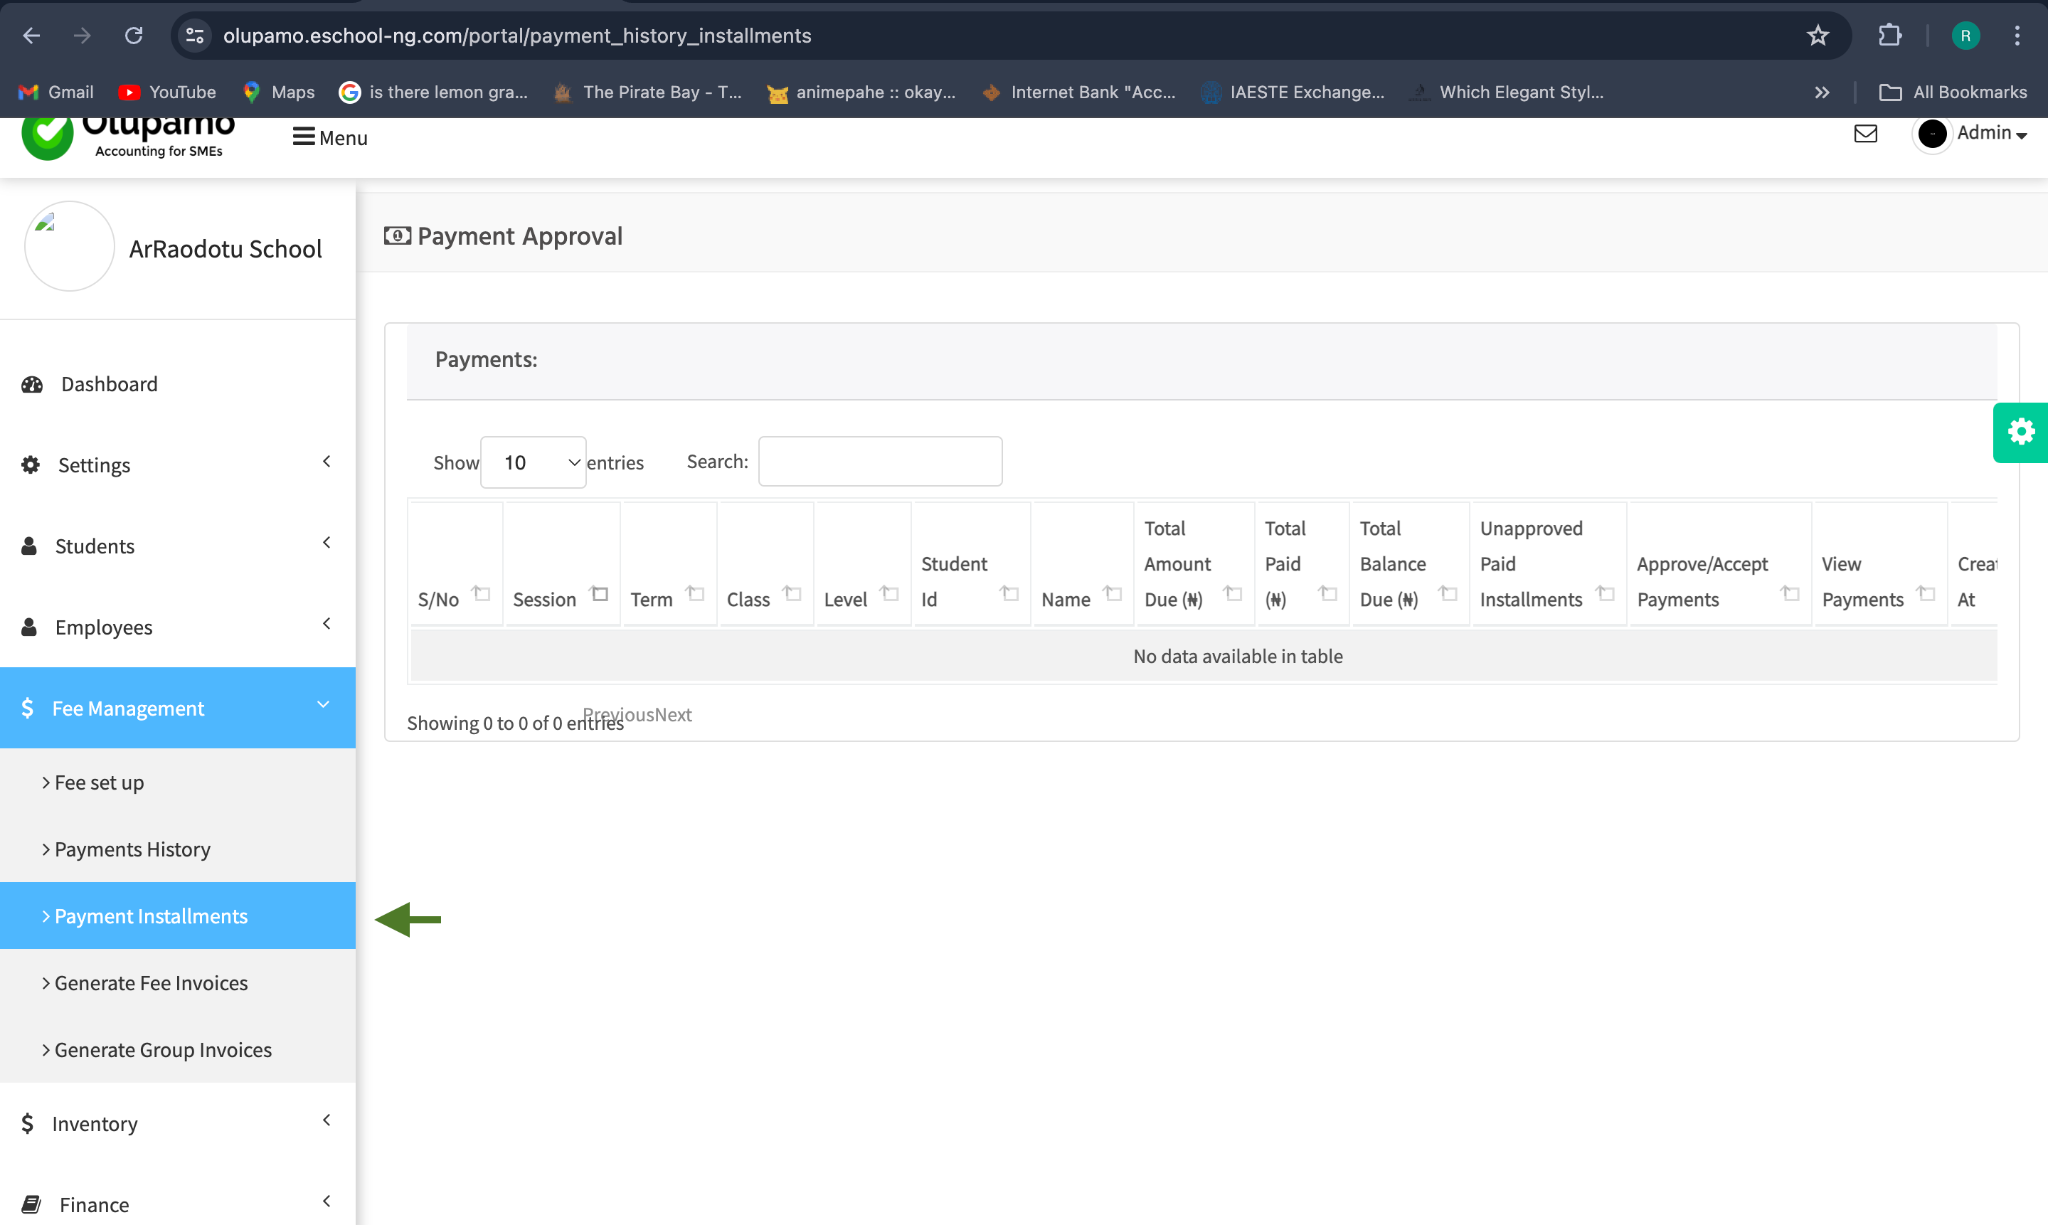 olupamo.eschool-ng.com/portal/payment_history_installments
R
Gmail
YouTube
Maps
is there lemon gra...
The Pirate Bay - T...
animepahe :: okay...
Internet Bank "Acc...
IAESTE Exchange...
Which Elegant Styl...
All Bookmarks
Olupamo
Accounting for SMEs
Menu
Admin
ArRaodotu School
Payment Approval
Dashboard
Settings
Students
Employees
Fee Management
Fee set up
Payments History
Payment Installments
Generate Fee Invoices
Generate Group Invoices
Inventory
Finance
Payments:
Show 10 entries
Search:
S/No
Session
Term
Class
Level
Student
Id
Name
Total
Amount
Due (₦)
Total
Paid
(₦)
Total
Balance
Due (₦)
Unapproved
Paid
Installments
Approve/Accept
Payments
View
Payments
Creat
At
No data available in table
Showing 0 to 0 of 0 entries
PreviousNext